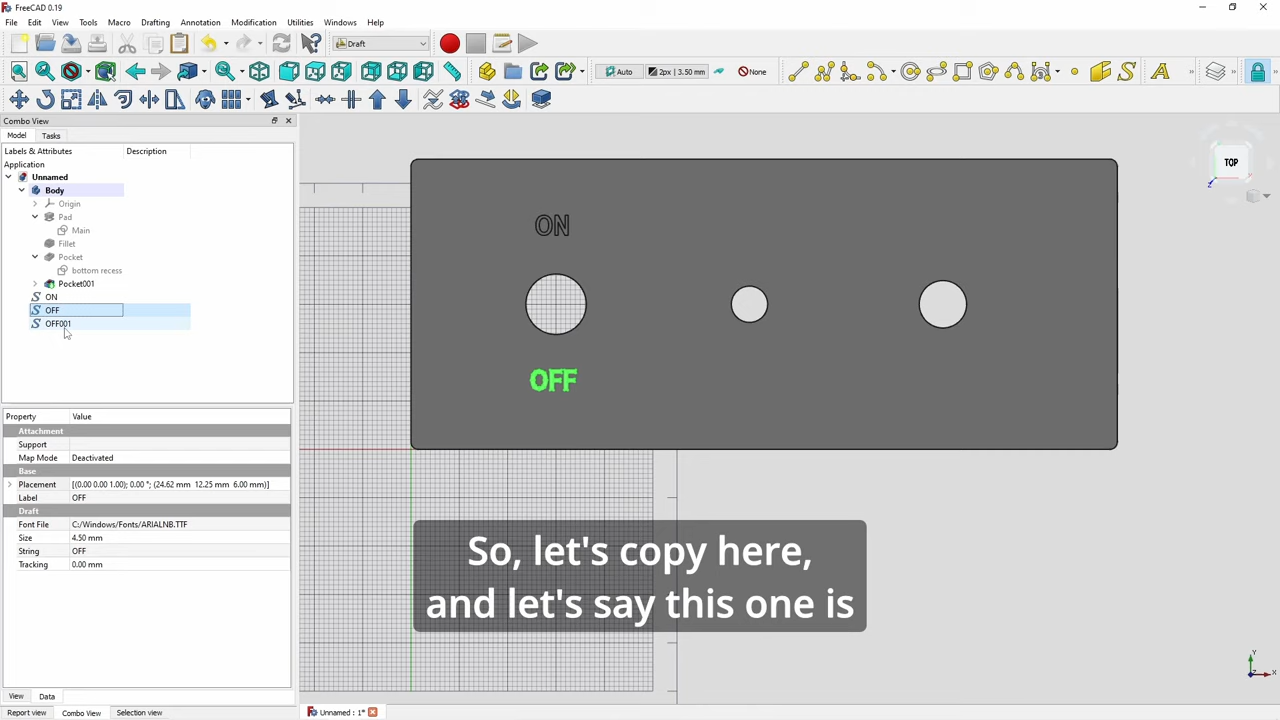 FreeCAD 0.19
File Edit View Tools Macro Drafting Annotation Modification Utilities Windows Help
Draft
Auto 2px | 3.50 mm None
Combo View
Model Tasks
Labels & Attributes Description
Application
Unnamed
Body
Origin
Pad
Main
Fillet
Pocket
bottom recess
Pocket001
ON
OFF
OFF001
Property Value
Attachment
Support
Map Mode Deactivated
Base
Placement [(0.00 0.00 1.00); 0.00 °; (24.62 mm 12.25 mm 6.00 mm)]
Label OFF
Draft
Font File C:/Windows/Fonts/ARIALNB.TTF
Size 4.50 mm
String OFF
Tracking 0.00 mm
View Data
Report view Combo View Selection view
ON
OFF
TOP
So, let's copy here,
and let's say this one is
Unnamed : 1*
Y
Z
X